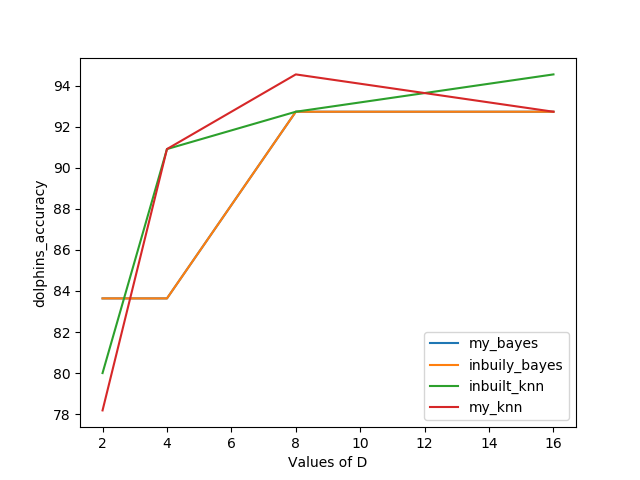 94
92
90
88
86
84
82
80
78
dolphins_accuracy
2 4 6 8 10 12 14 16
Values of D
my_bayes
inbuily_bayes
inbuilt_knn
my_knn